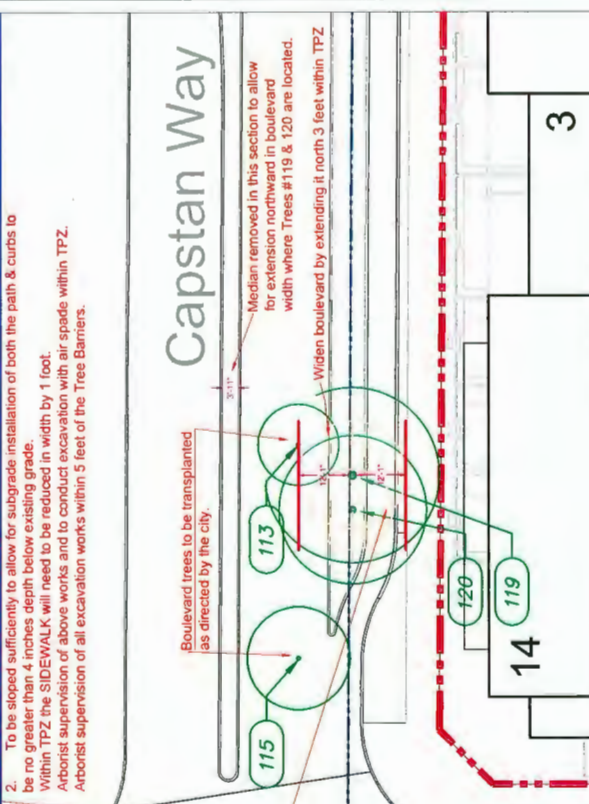 2. To be sloped sufficiently to allow for subgrade installation of both the path & curbs to
be no greater than 4 inches depth below existing grade.
Within TPZ the SIDEWALK will need to be reduced in width by 1 foot.
Arborist supervision of above works and to conduct excavation with air spade within TPZ.
Arborist supervision of all excavation works within 5 feet of the Tree Barriers.
Capstan Way
Median removed in this section to allow
for extension northward in boulevard
width where Trees #119 & 120 are located.
3'-11"
Widen boulevard by extending it north 3 feet within TPZ
Boulevard trees to be transplanted
as directed by the city.
113
115
12'-1"
120
119
14
3